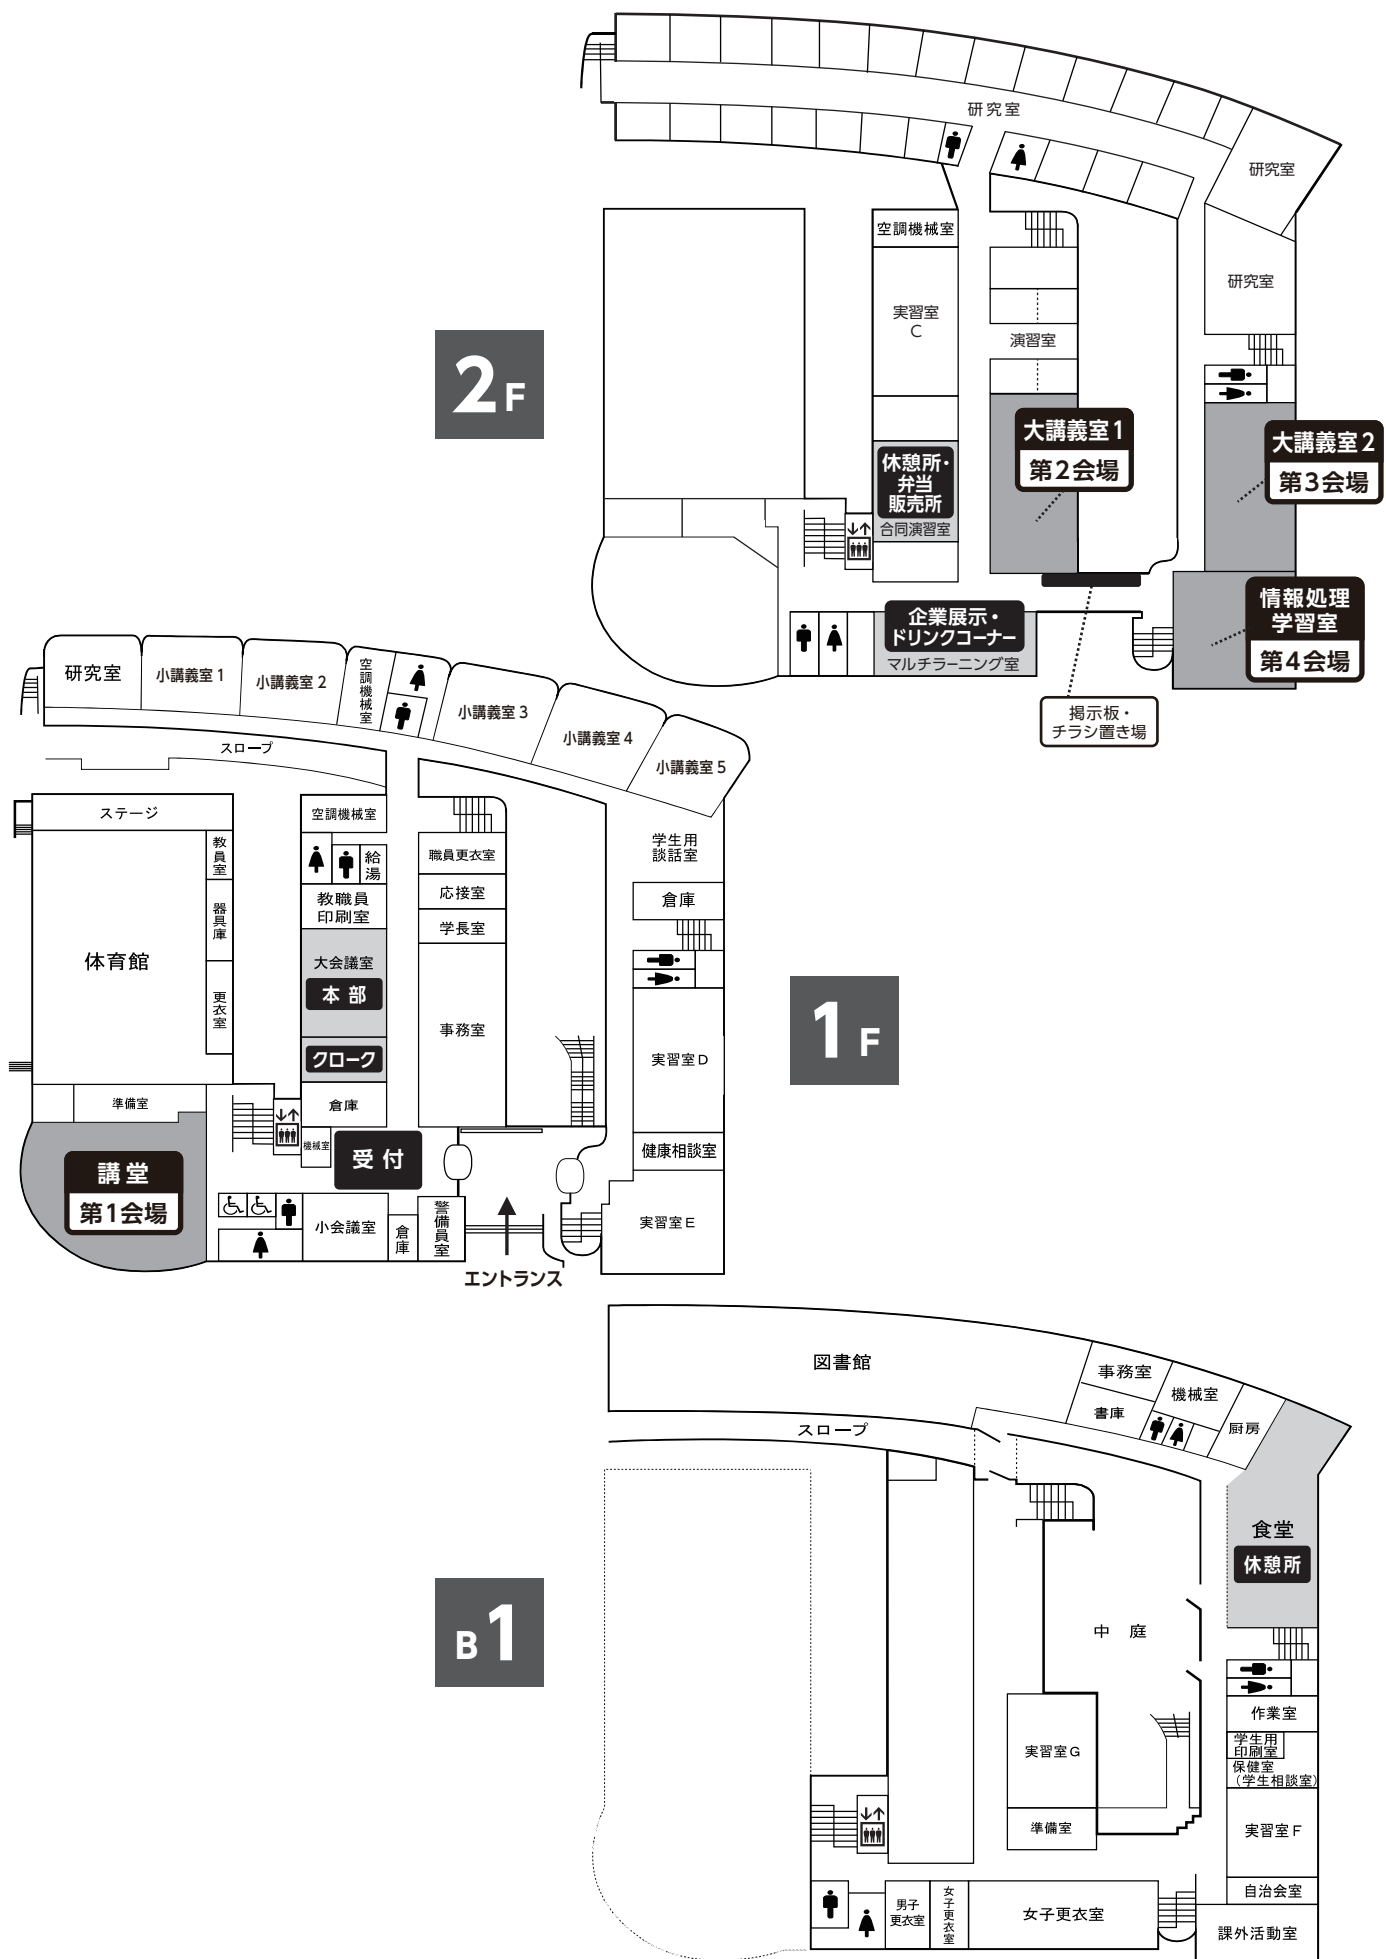 研究室
研究室
空調機械室
研究室
実習室
C
演習室
2F
大講義室1
第2会場
大講義室2
第3会場
休憩所・
弁当
販売所
合同演習室
情報処理
学習室
第4会場
企業展示・
ドリンクコーナー
マルチラーニング室
掲示板・
チラシ置き場
研究室
小講義室1
小講義室2
空調機械室
小講義室3
小講義室4
小講義室5
スロープ
ステージ
空調機械室
教員室
給湯
職員更衣室
学生用
談話室
教職員
印刷室
応接室
倉庫
器具庫
学長室
体育館
大会議室
本部
更衣室
事務室
1F
クローク
実習室D
準備室
倉庫
機械室
受付
健康相談室
講堂
第1会場
小会議室
倉庫
警備員室
実習室E
エントランス
図書館
事務室
機械室
書庫
厨房
スロープ
食堂
休憩所
B1
中庭
作業室
学生用
印刷室
保健室
(学生相談室)
実習室G
準備室
実習室F
自治会室
男子
更衣室
女子更衣室
女子更衣室
課外活動室